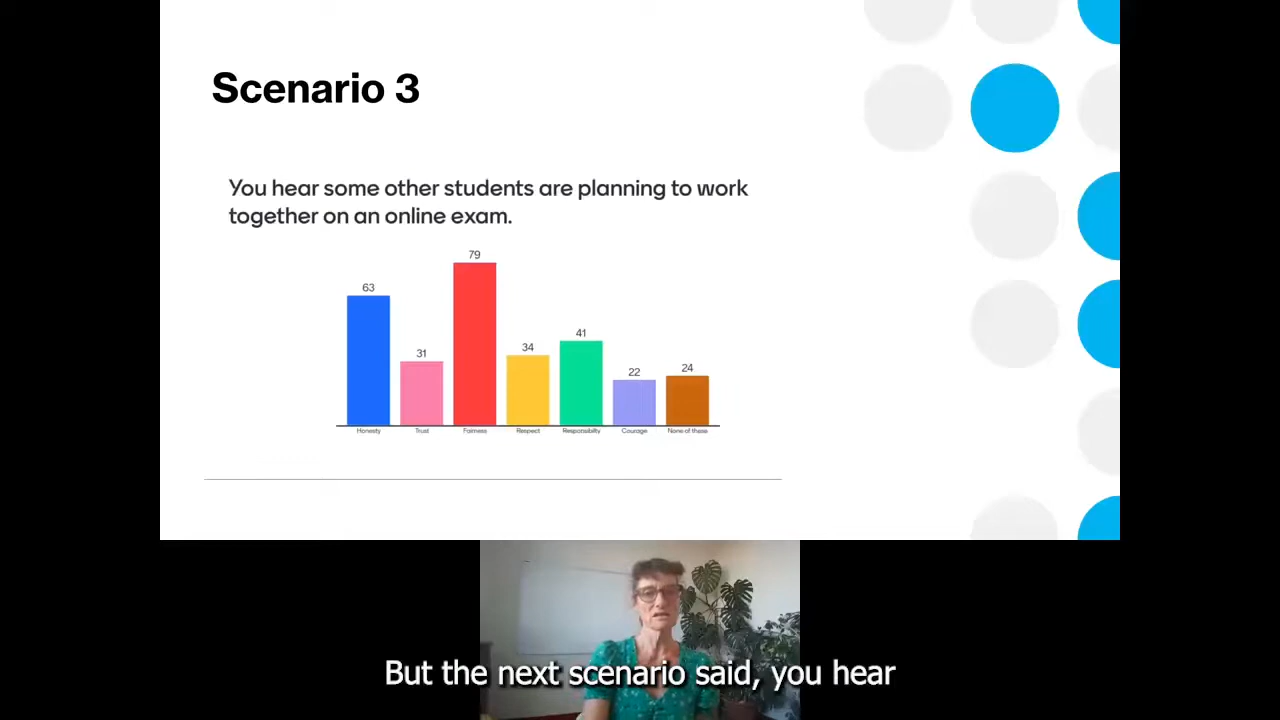 Scenario 3
You hear some other students are planning to work
together on an online exam.
79
63
41
34
31
24
22
Honesty Trust Fairness Respect Responsibility Courage None of these
But the next scenario said, you hear